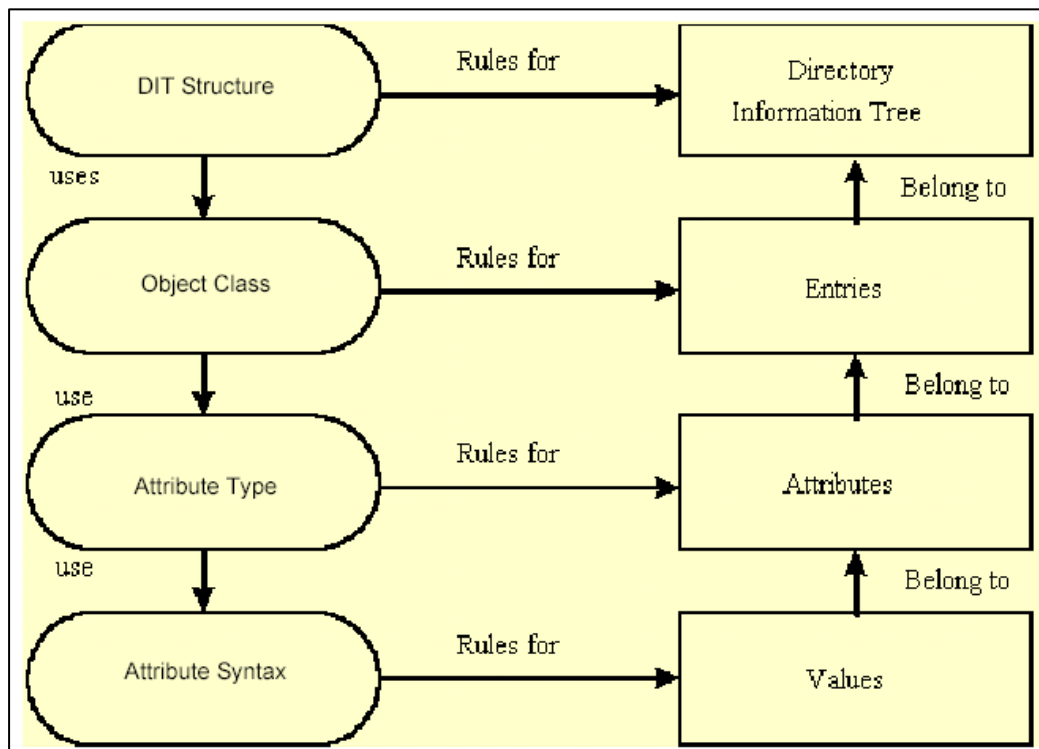 DIT Structure
Rules for
Directory
Information Tree
uses
Belong to
Object Class
Rules for
Entries
use
Belong to
Attribute Type
Rules for
Attributes
use
Belong to
Attribute Syntax
Rules for
Values